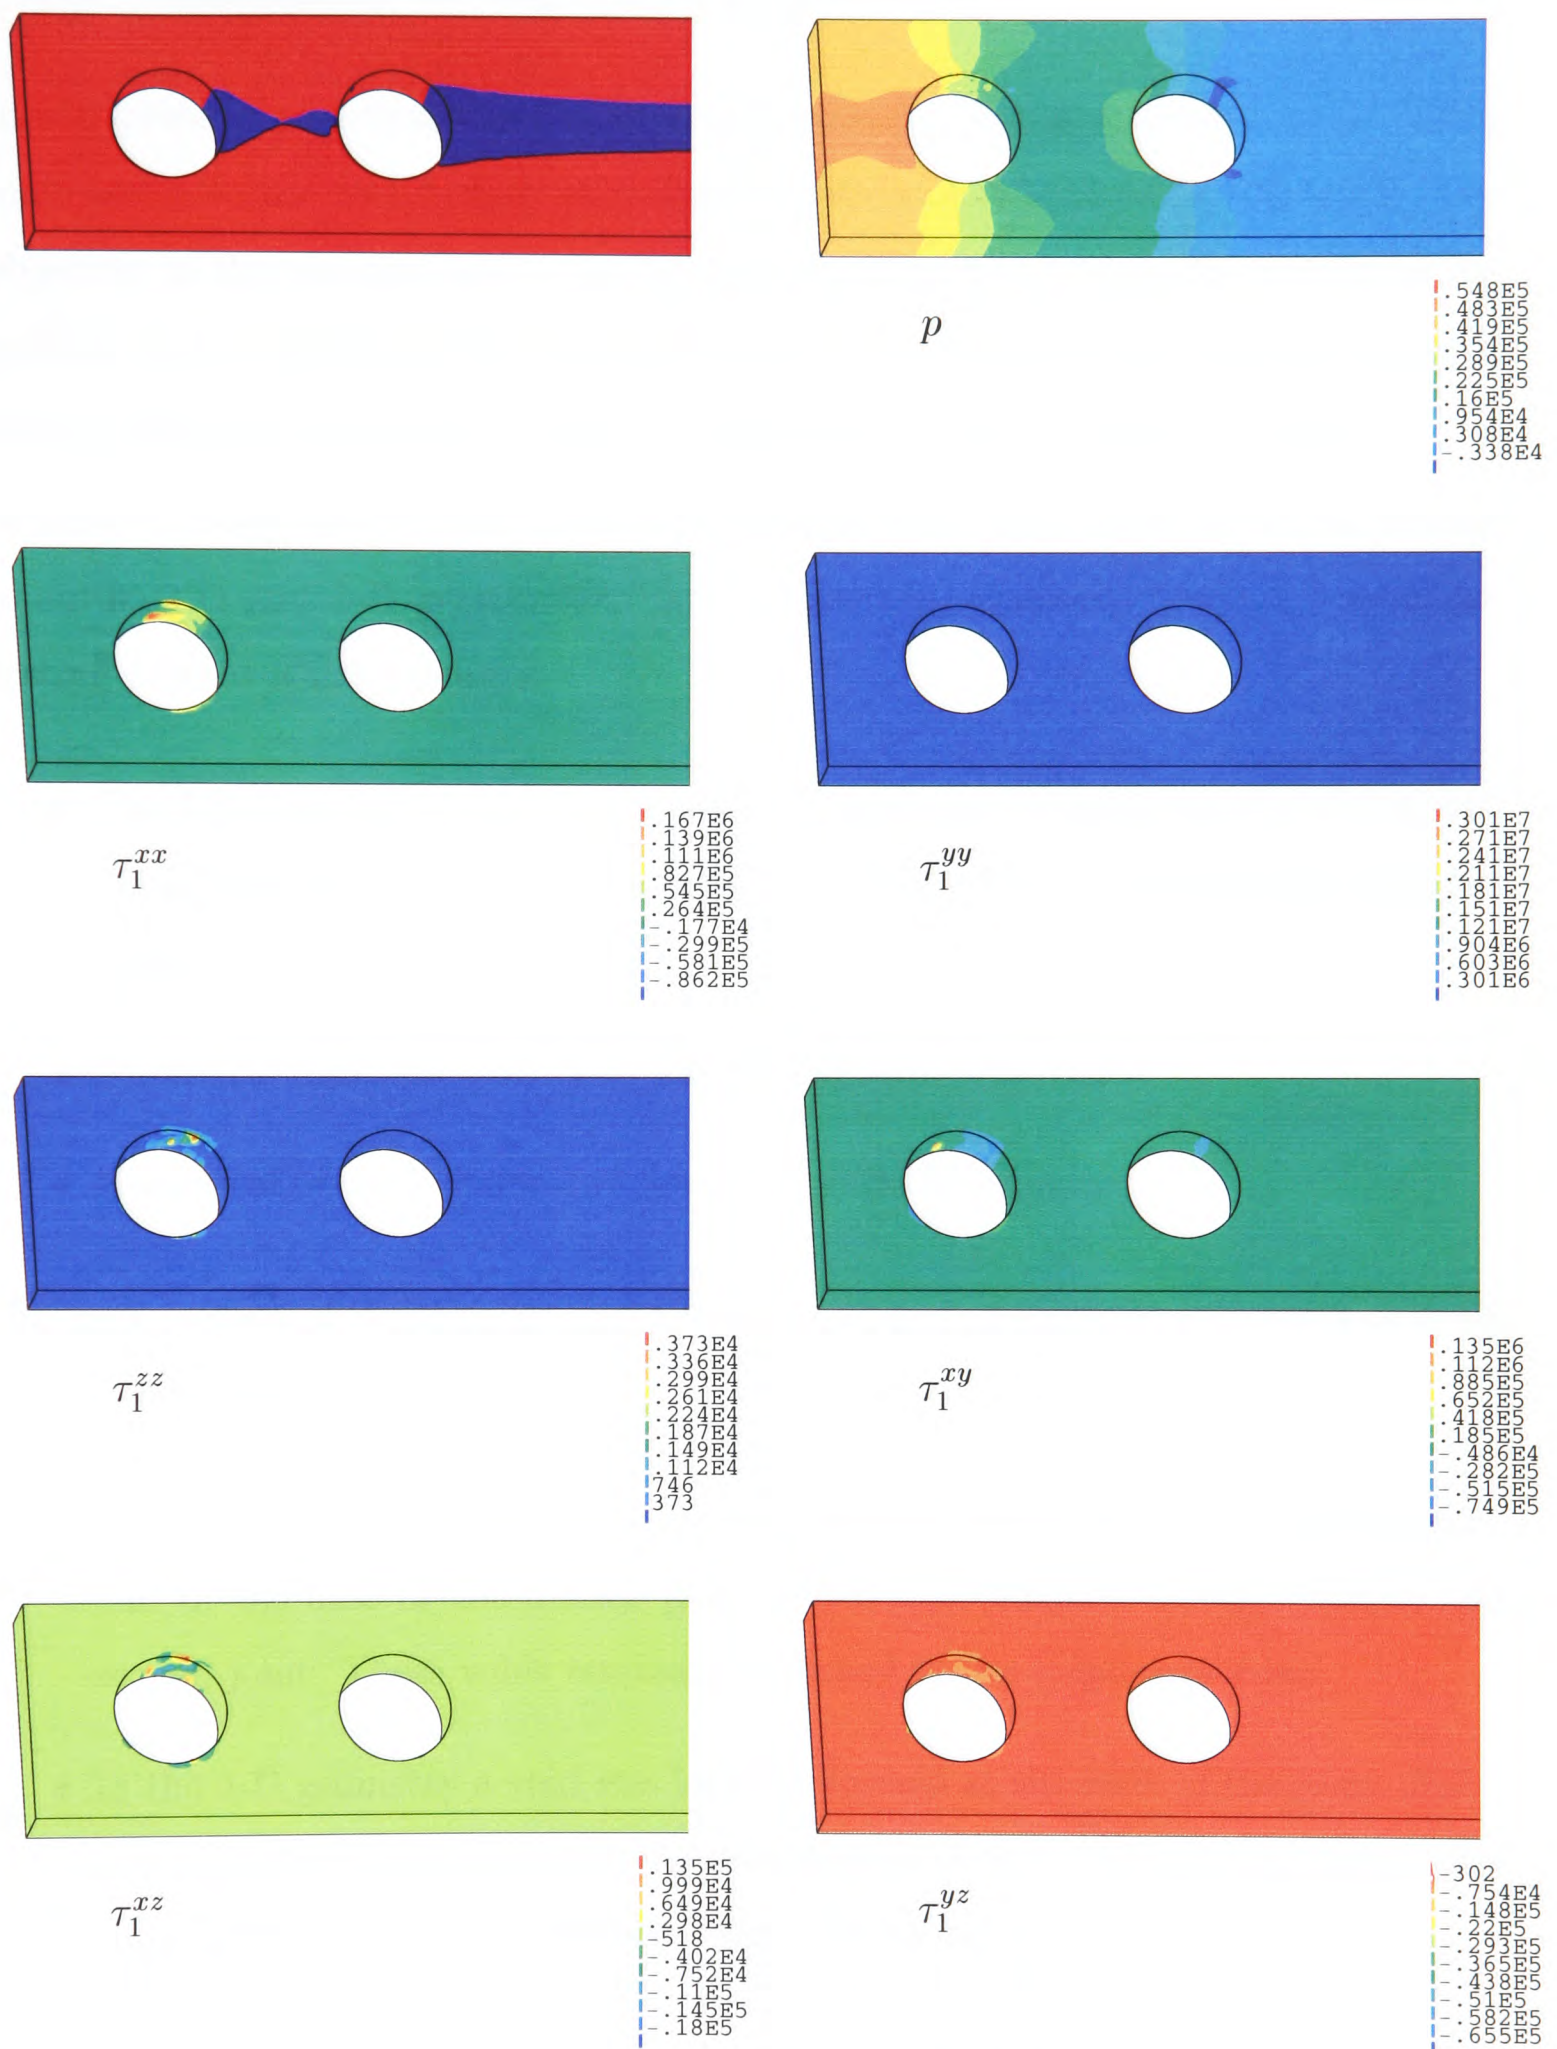 p
.548E5
.483E5
.419E5
.354E5
.289E5
.225E5
.16E5
.954E4
.308E4
-.338E4
τ₁ˣˣ
.167E6
.139E6
.111E6
.827E5
.545E5
.264E5
-.177E4
-.299E5
-.581E5
-.862E5
τ₁ʸʸ
.301E7
.271E7
.241E7
.211E7
.181E7
.151E7
.121E7
.904E6
.603E6
.301E6
τ₁ᶻᶻ
.373E4
.336E4
.299E4
.261E4
.224E4
.187E4
.149E4
.112E4
746
373
τ₁ˣʸ
.135E6
.112E6
.885E5
.652E5
.418E5
.185E5
-.486E4
-.282E5
-.515E5
-.749E5
τ₁ˣᶻ
.135E5
.999E4
.649E4
.298E4
-518
-.402E4
-.752E4
-.11E5
-.145E5
-.18E5
τ₁ʸᶻ
-302
-.754E4
-.148E5
-.22E5
-.293E5
-.365E5
-.438E5
-.51E5
-.582E5
-.655E5